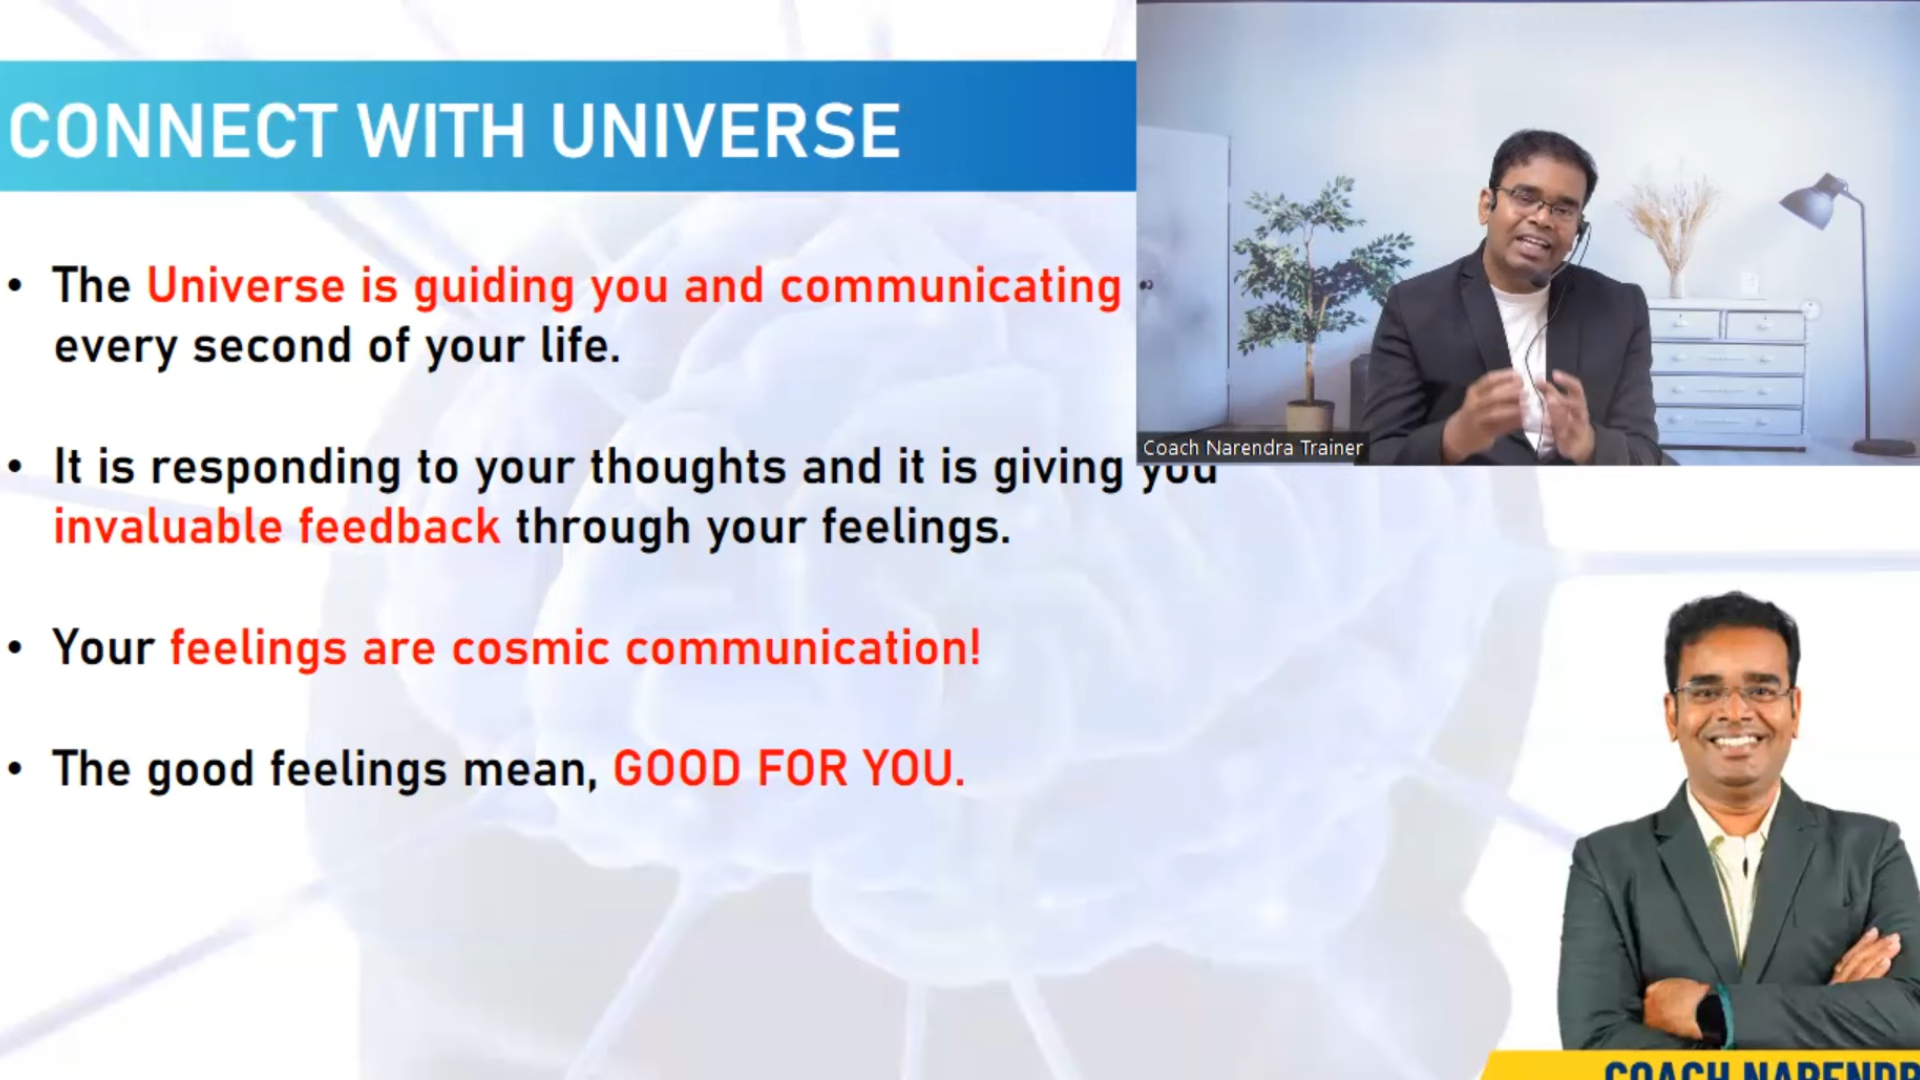 CONNECT WITH UNIVERSE
• The Universe is guiding you and communicating
every second of your life.
• It is responding to your thoughts and it is giving you
invaluable feedback through your feelings.
• Your feelings are cosmic communication!
• The good feelings mean, GOOD FOR YOU.
Coach Narendra Trainer
COACH NARENDR